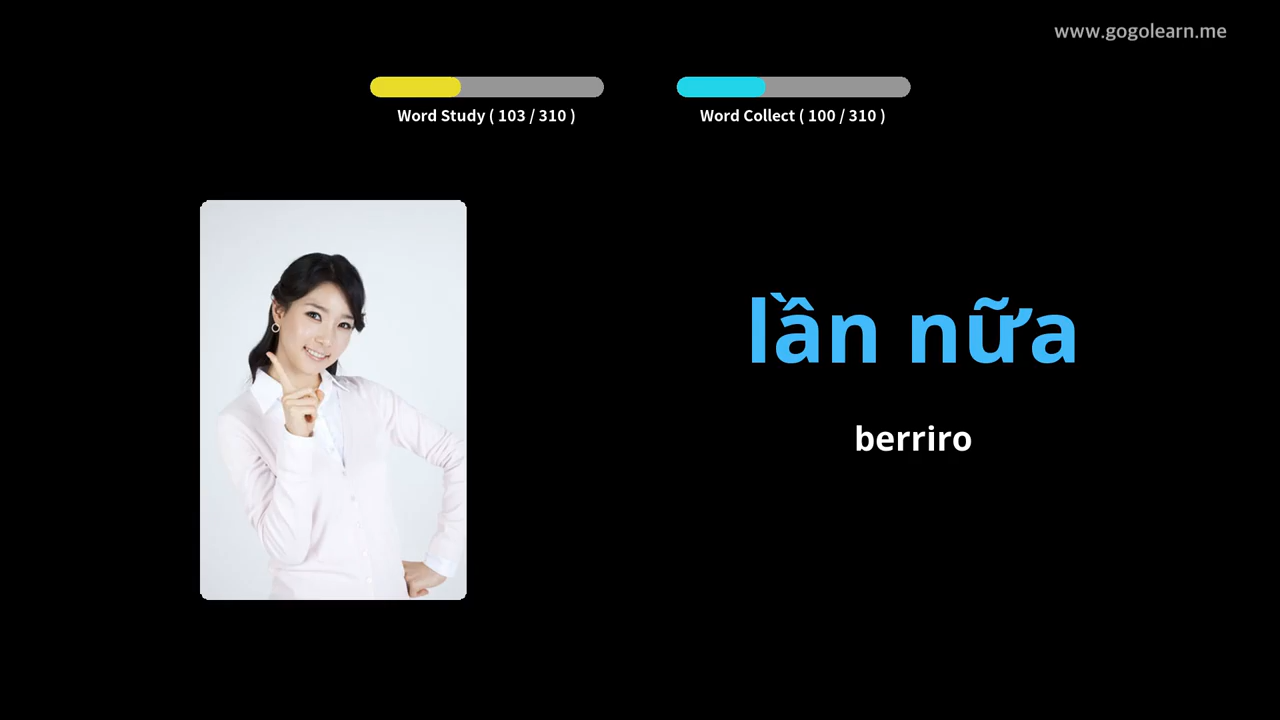 www.gogolearn.me
Word Study ( 103 / 310 )
Word Collect ( 100 / 310 )
lần nữa
berriro